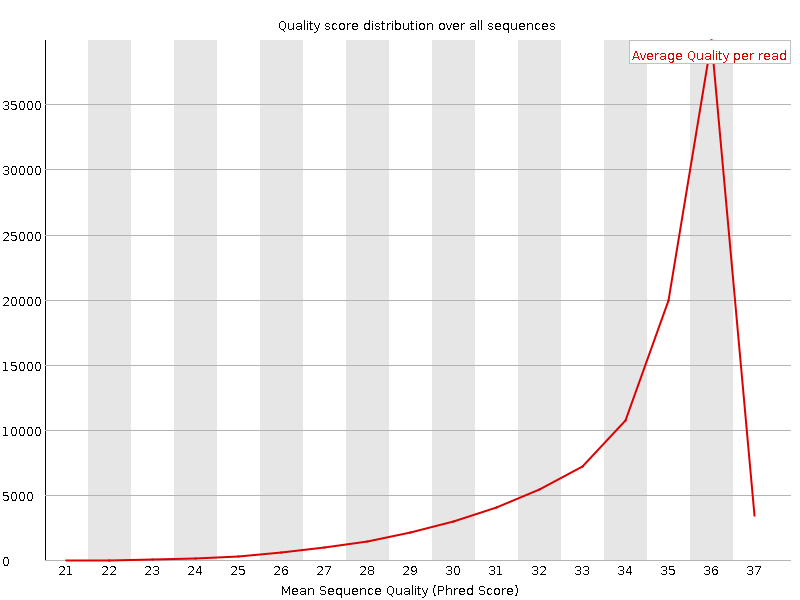 Quality score distribution over all sequences
Average Quality per read
35000
30000
25000
20000
15000
10000
5000
0
21 22 23 24 25 26 27 28 29 30 31 32 33 34 35 36 37
Mean Sequence Quality (Phred Score)